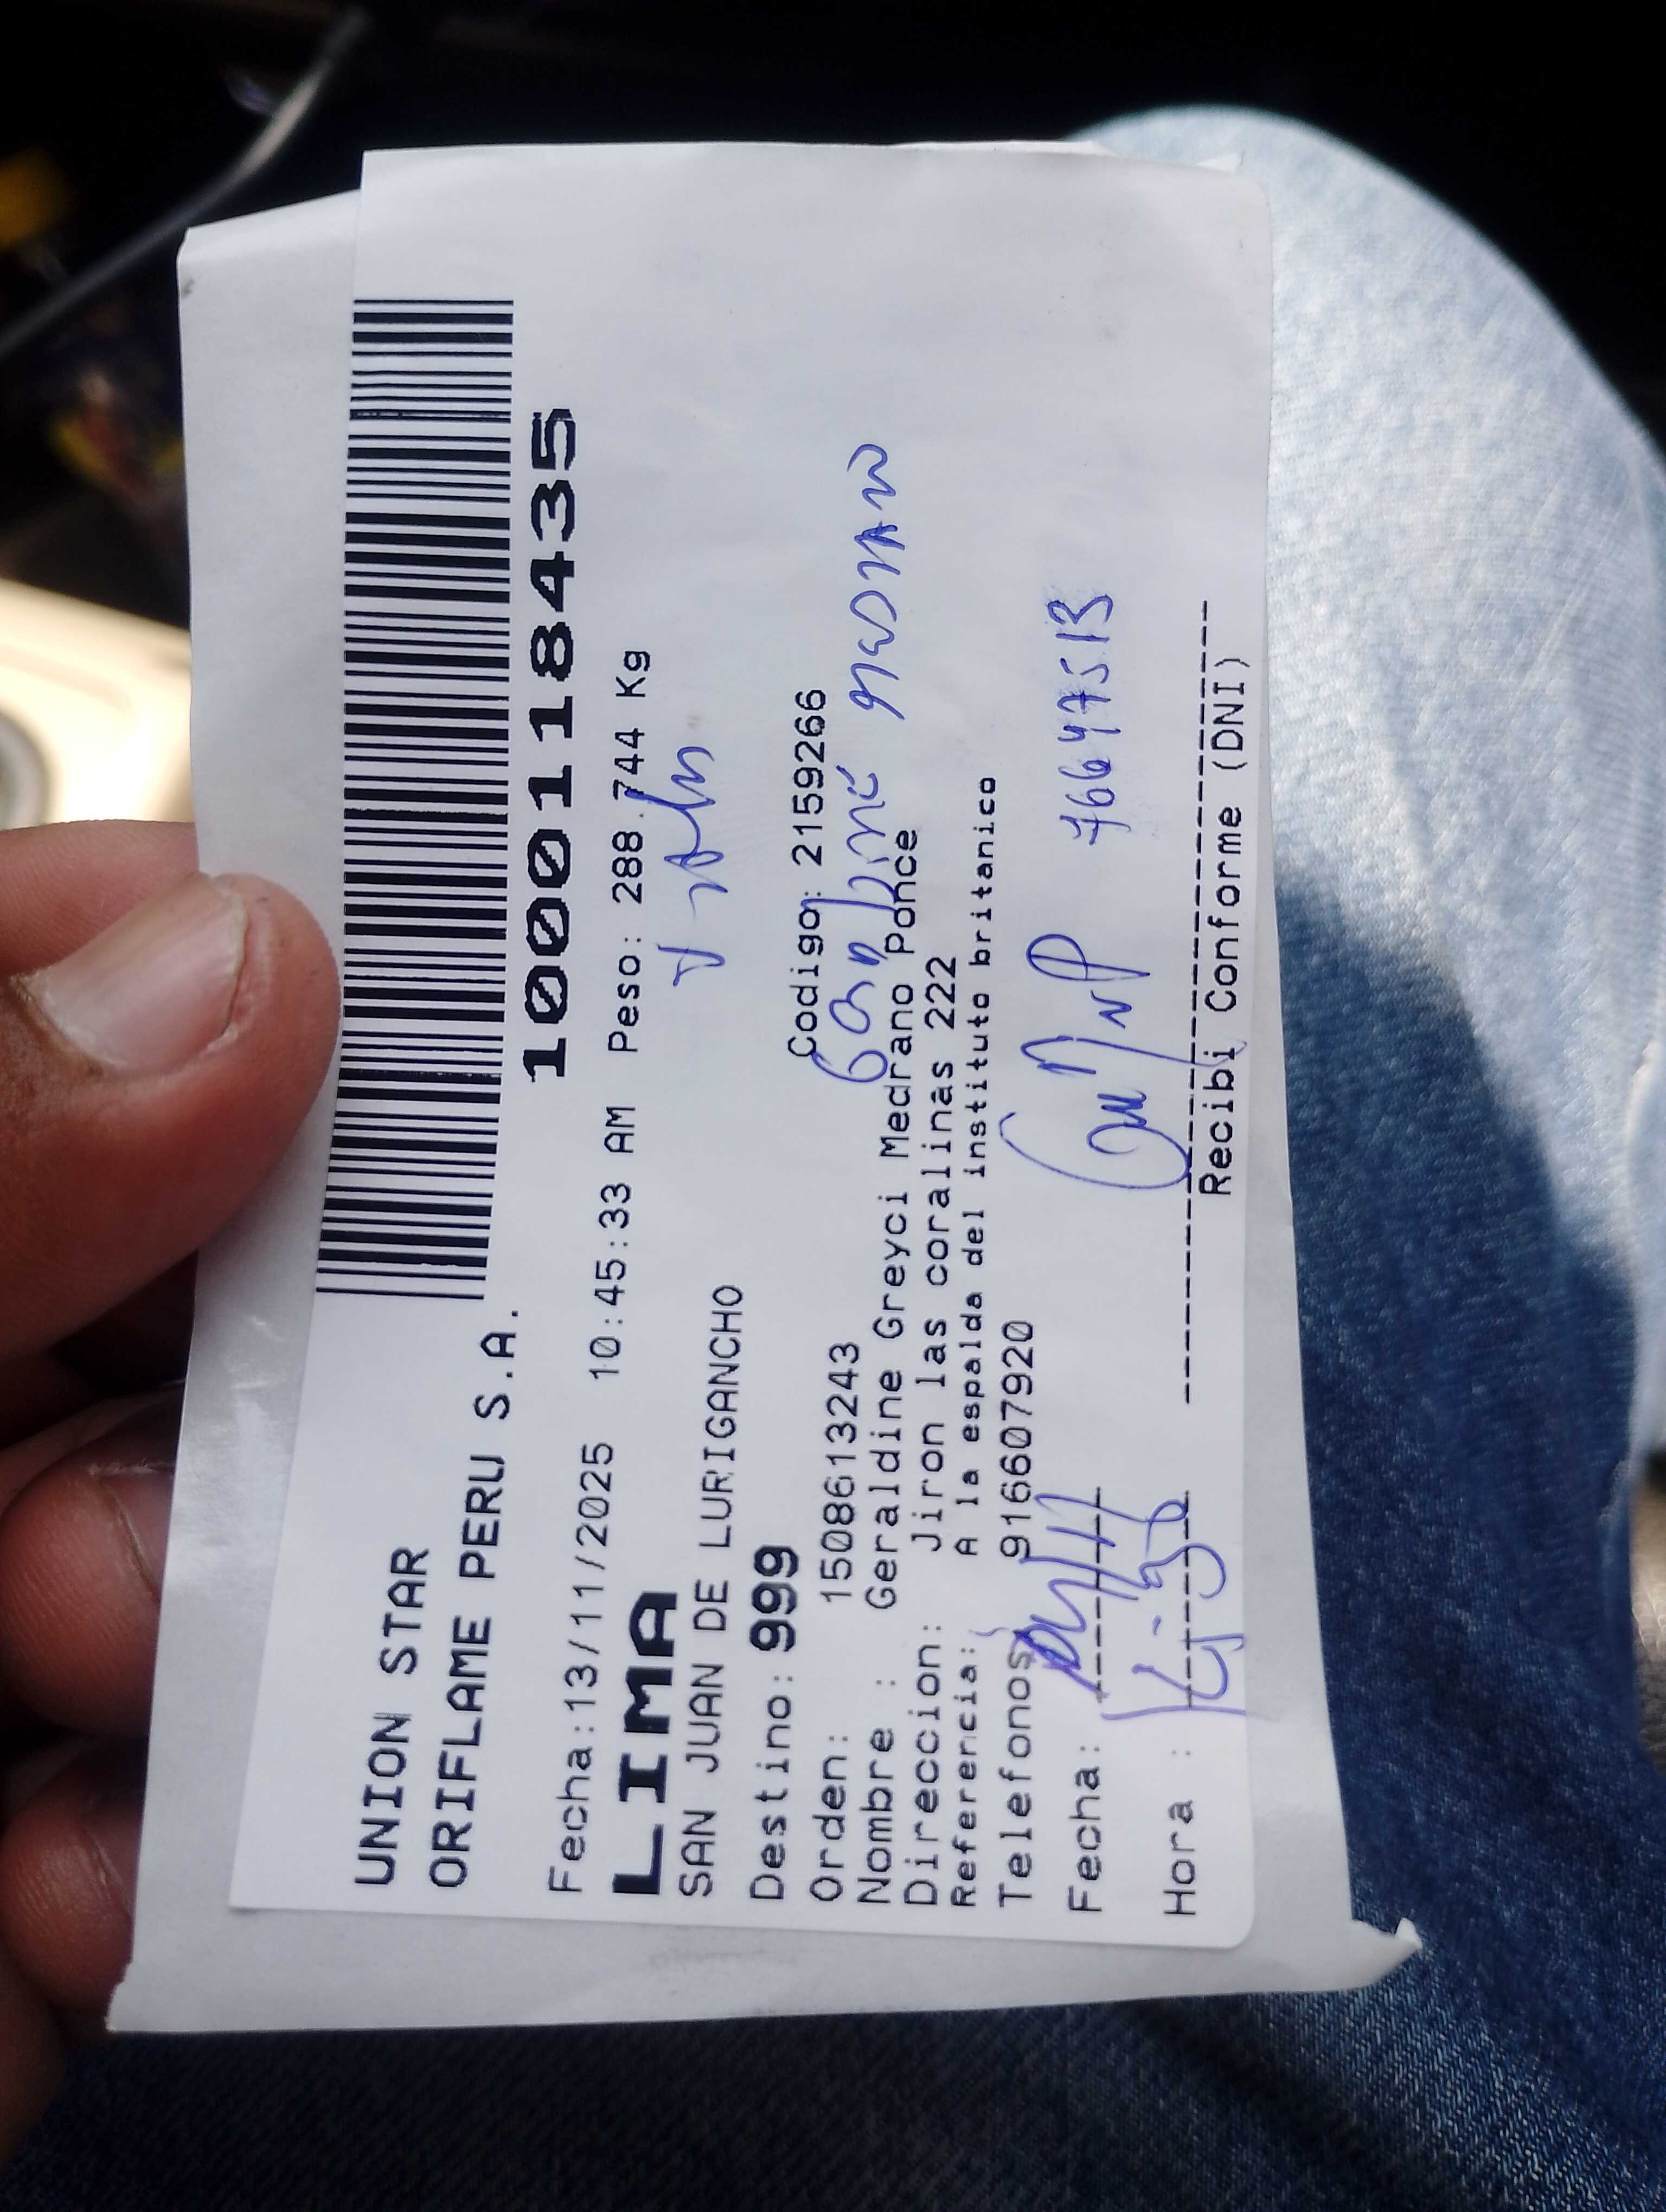 UNION STAR
ORIFLAME PERU S.A.
1000118435
Fecha:13/11/2025 10:45:33 AM Peso: 288.744 Kg
LIMA
SAN JUAN DE LURIGANCHO
Destino: 999
Orden: 1508613243 Codigo: 2159266
Nombre : Geraldine Greyci Medrano Ponce
Direccion: Jiron las coralinas 222
Referencia: A la espalda del instituto britanico
Telefonos 916607920
Fecha:
76647513
Hora :
Recibi Conforme (DNI)